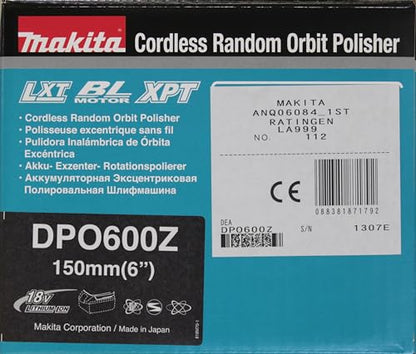 makita Cordless Random Orbit Polisher
LXT BL MOTOR XPT
• Cordless Random Orbit Polisher
• Polisseuse excentrique sans fil
• Pulidora Inalámbrica de Órbita
Excéntrica
• Akku- Exzenter- Rotationspolierer
• Аккумуляторная Эксцентриковая
Полировальная Шлифмашина
MAKITA
ANQ06084_1ST
RATINGEN
LA999
NO. 112
CE
0883818717​92
DEA
DPO600Z S/N 1307E
DPO600Z
150mm(6")
18V
LITHIUM-ION
Makita Corporation / Made in Japan